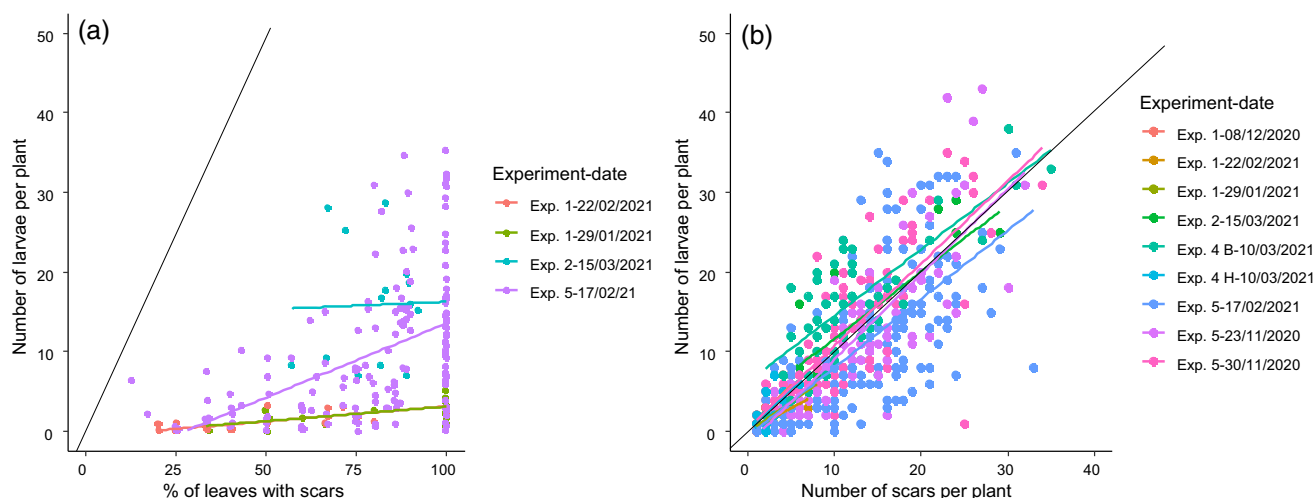 (a)
50
40
30
20
10
0
Number of larvae per plant
0 25 50 75 100
% of leaves with scars
Experiment-date
Exp. 1-22/02/2021
Exp. 1-29/01/2021
Exp. 2-15/03/2021
Exp. 5-17/02/21
(b)
50
40
30
20
10
0
Number of larvae per plant
0 10 20 30 40
Number of scars per plant
Experiment-date
Exp. 1-08/12/2020
Exp. 1-22/02/2021
Exp. 1-29/01/2021
Exp. 2-15/03/2021
Exp. 4 B-10/03/2021
Exp. 4 H-10/03/2021
Exp. 5-17/02/2021
Exp. 5-23/11/2020
Exp. 5-30/11/2020